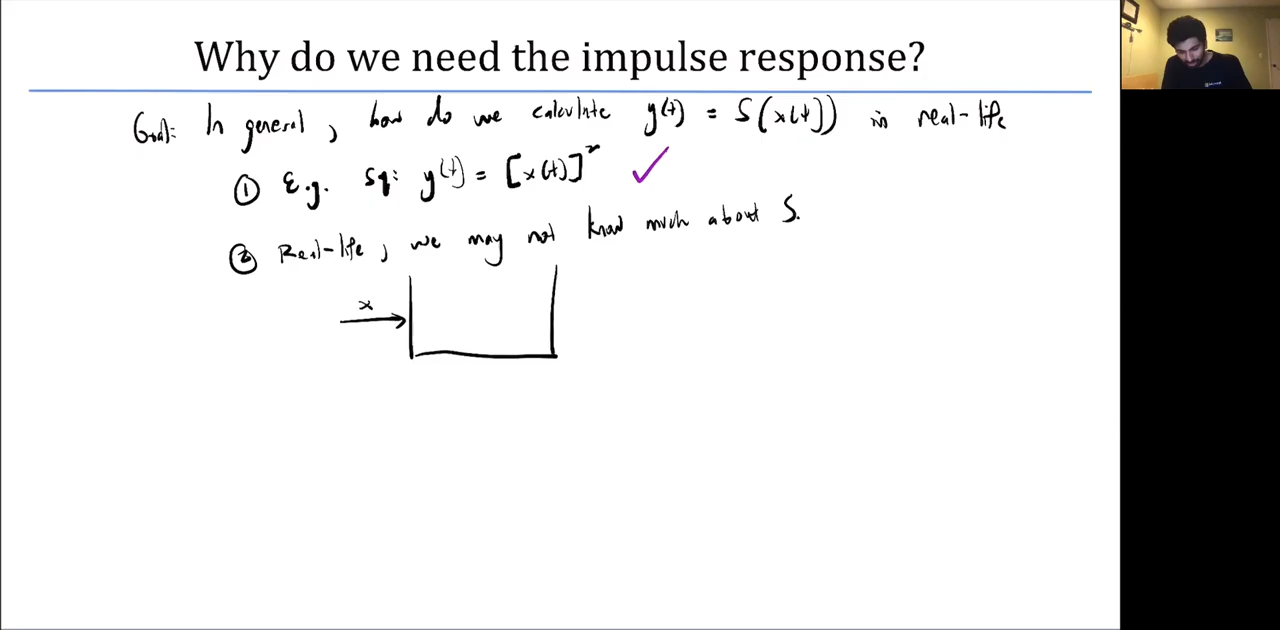 Why do we need the impulse response?
Goal: In general, how do we calculate y(t) = S(x(t)) in real-life
① E.g. Sq: y(t) = [x(t)]²
② Real-life, we may not know much about S.
x